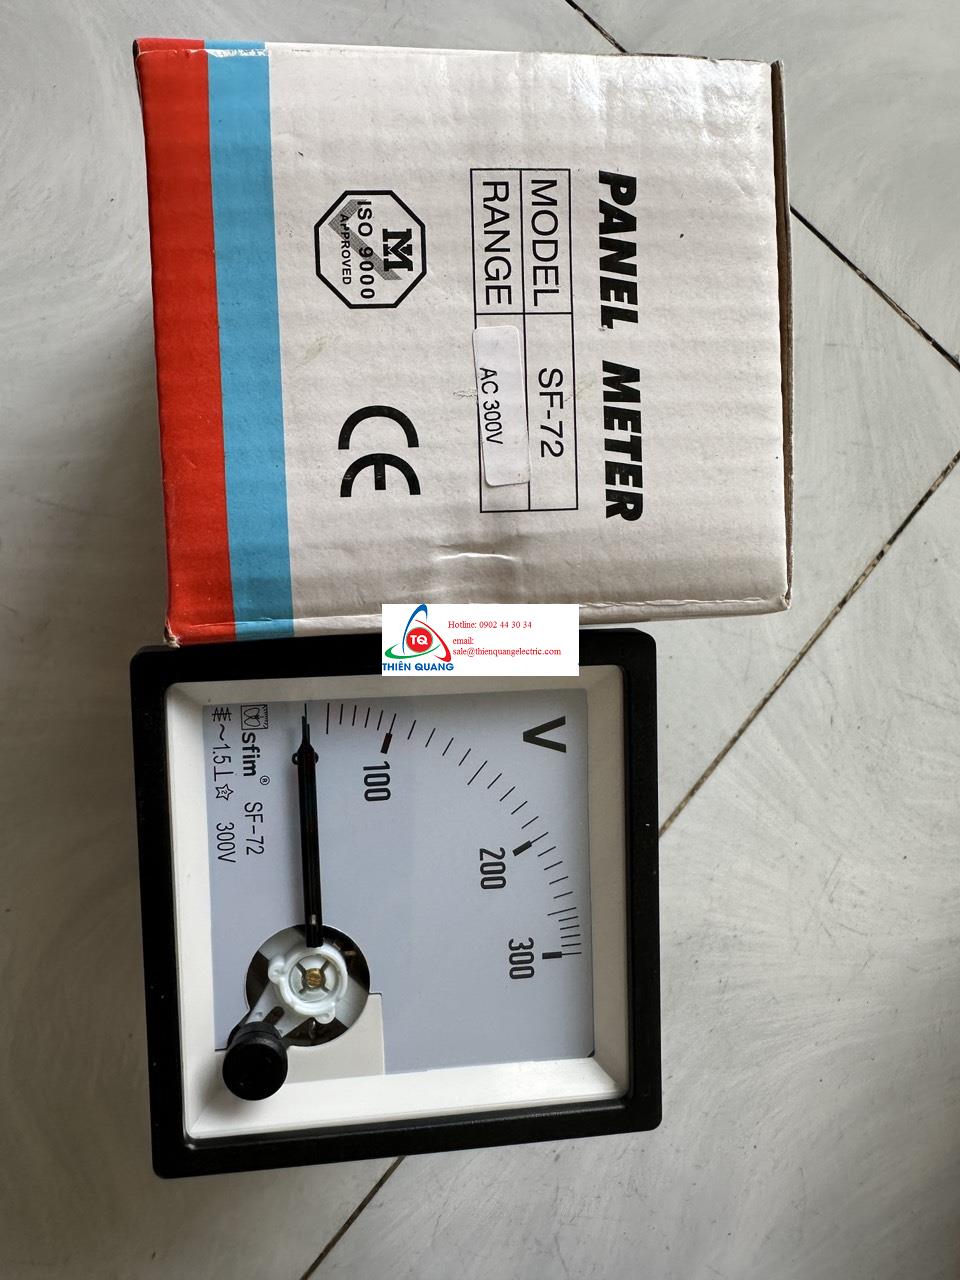 PANEL METER
MODEL SF-72
RANGE AC 300V
M
ISO 9000
APPROVED
CE
TQ
THIÊN QUANG
Hotline: 0902 44 30 34
email:
sale@thienquangelectric.com
V
100
200
300
sfim® SF-72
~1.5⊥ 2 300V